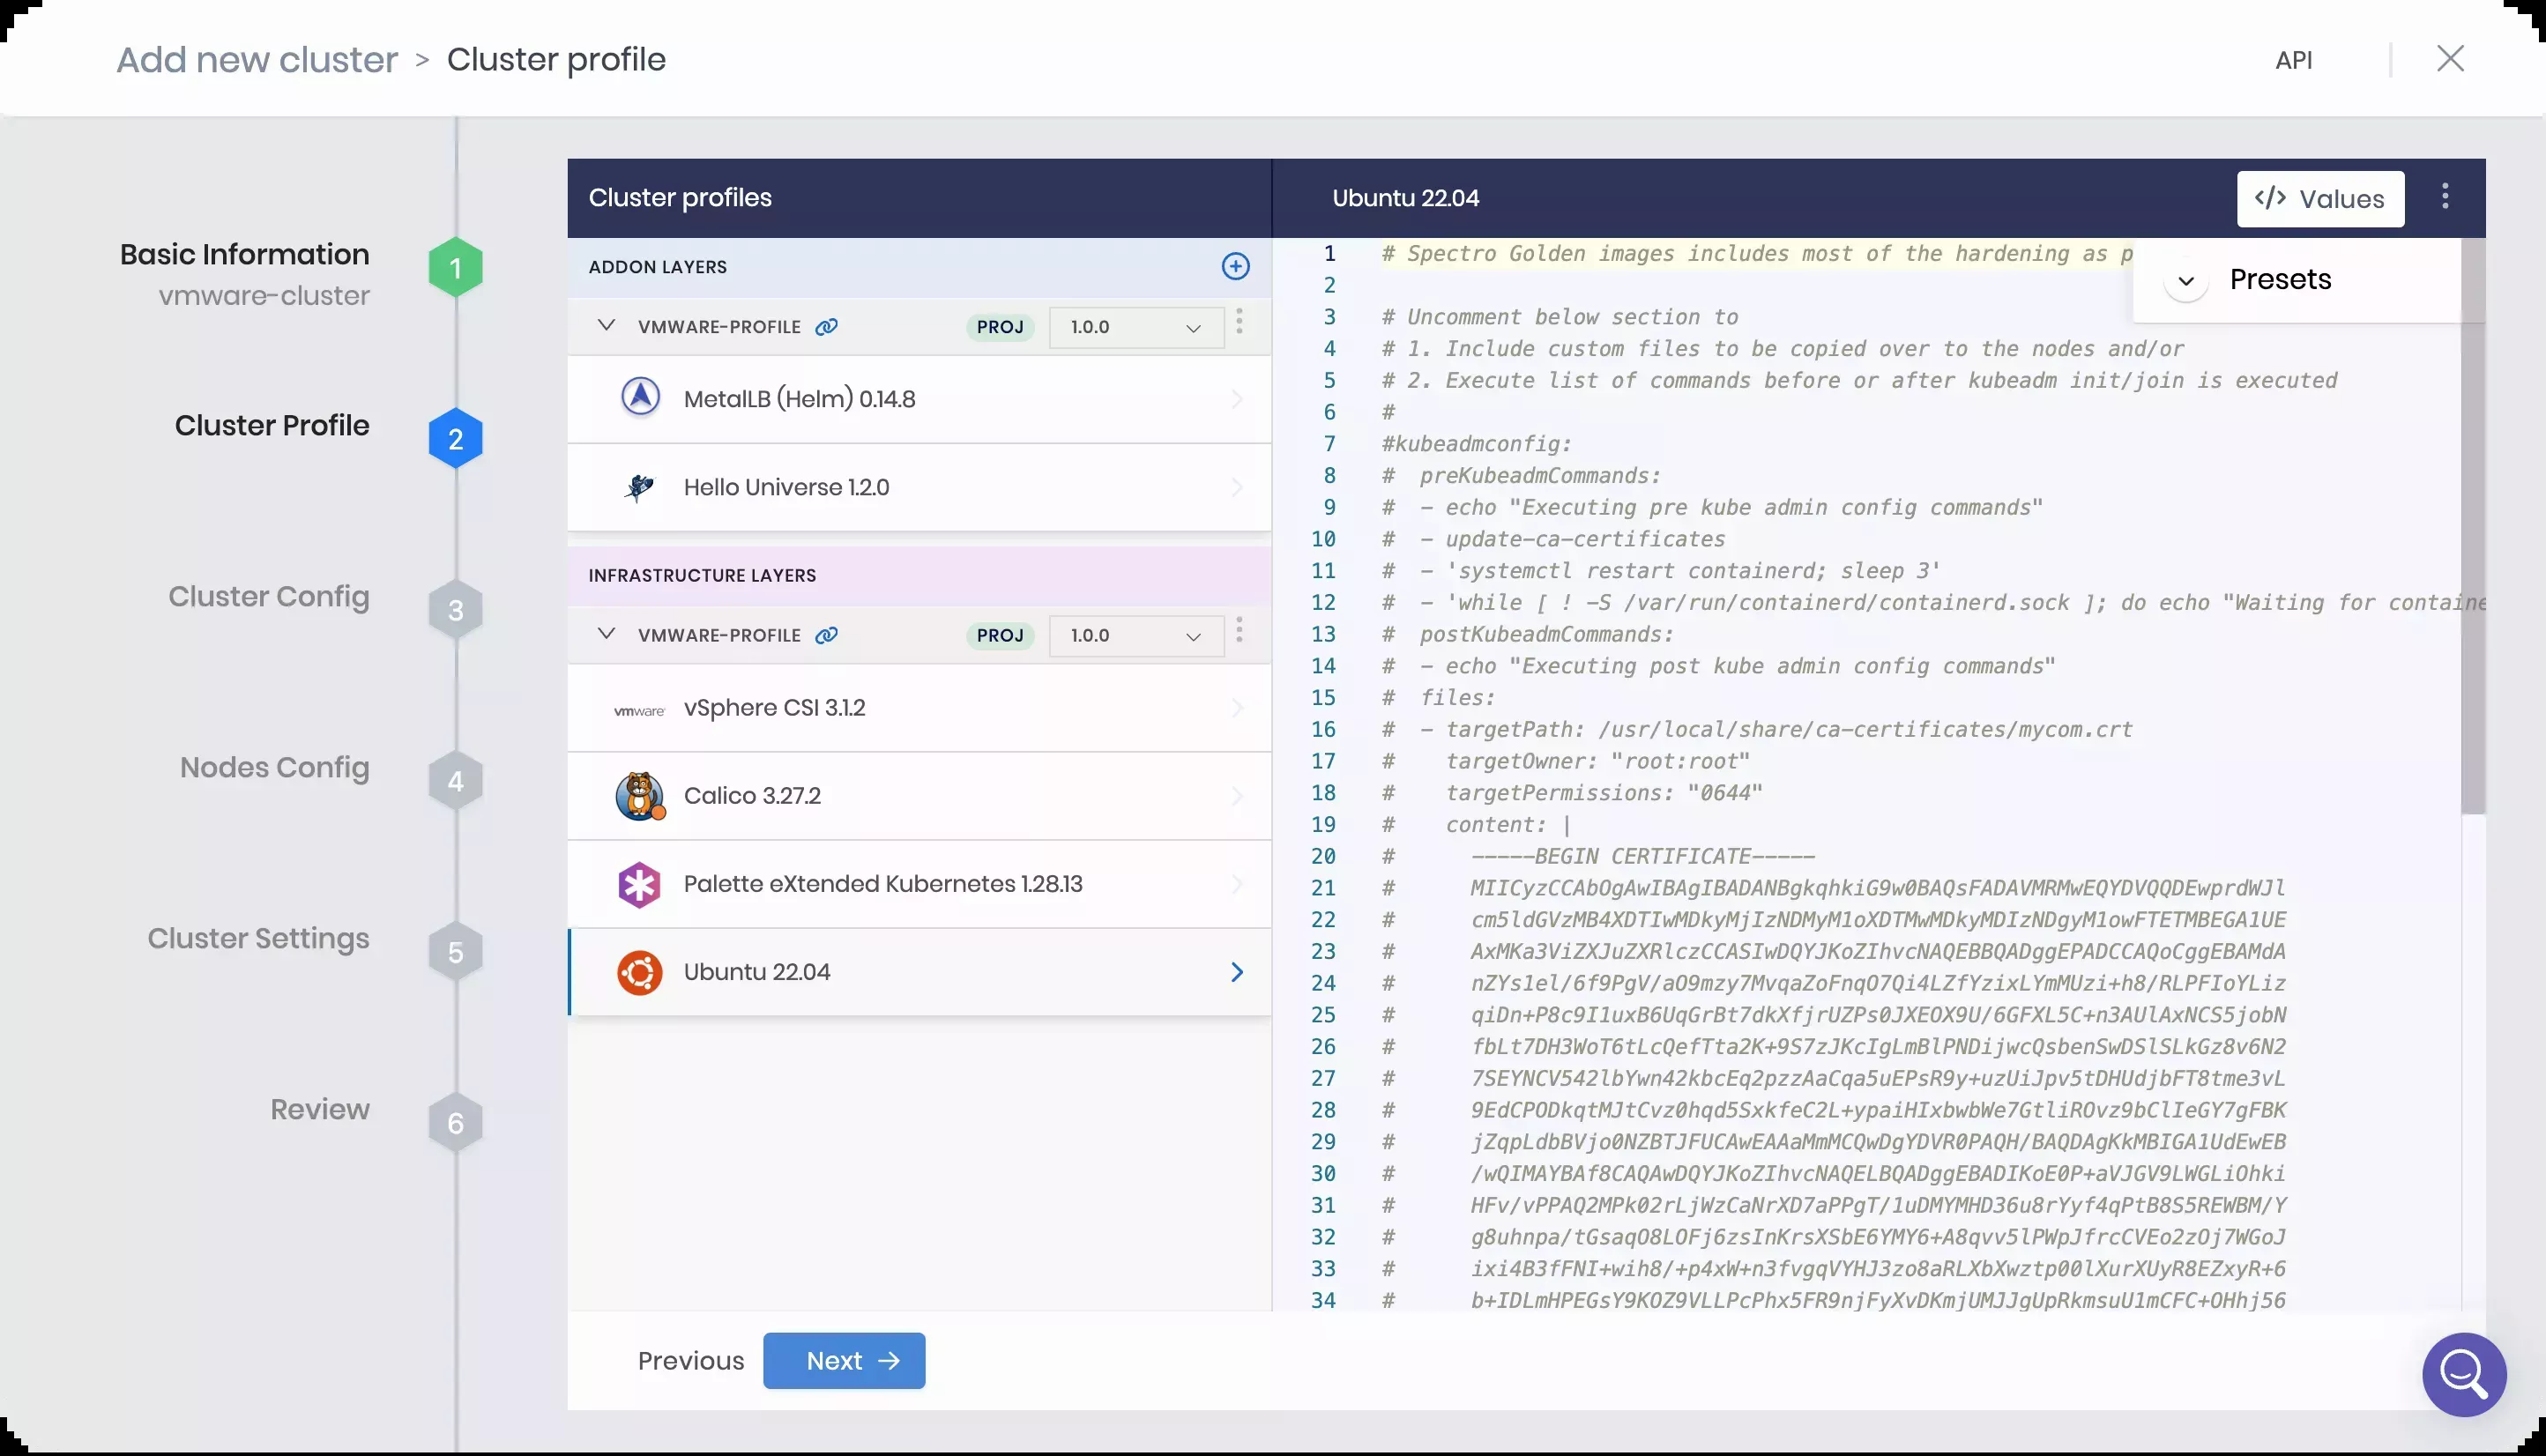 Add new cluster > Cluster profile
API
Basic Information
vmware-cluster
1
Cluster Profile
2
Cluster Config
3
Nodes Config
4
Cluster Settings
5
Review
6
Cluster profiles
ADDON LAYERS
VMWARE-PROFILE PROJ 1.0.0
MetalLB (Helm) 0.14.8
Hello Universe 1.2.0
INFRASTRUCTURE LAYERS
VMWARE-PROFILE PROJ 1.0.0
vmware vSphere CSI 3.1.2
Calico 3.27.2
Palette eXtended Kubernetes 1.28.13
Ubuntu 22.04
Ubuntu 22.04
</> Values
Presets
1 # Spectro Golden images includes most of the hardening as p
2
3 # Uncomment below section to
4 # 1. Include custom files to be copied over to the nodes and/or
5 # 2. Execute list of commands before or after kubeadm init/join is executed
6 #
7 #kubeadmconfig:
8 #  preKubeadmCommands:
9 #  - echo "Executing pre kube admin config commands"
10 #  - update-ca-certificates
11 #  - 'systemctl restart containerd; sleep 3'
12 #  - 'while [ ! -S /var/run/containerd/containerd.sock ]; do echo "Waiting for containe
13 #  postKubeadmCommands:
14 #  - echo "Executing post kube admin config commands"
15 #  files:
16 #  - targetPath: /usr/local/share/ca-certificates/mycom.crt
17 #    targetOwner: "root:root"
18 #    targetPermissions: "0644"
19 #    content: |
20 #      -----BEGIN CERTIFICATE-----
21 #      MIICyzCCAbOgAwIBAgIBADANBgkqhkiG9w0BAQsFADAVMRMwEQYDVQQDEwprdWJl
22 #      cm5ldGVzMB4XDTIwMDkyMjIzNDMyM1oXDTMwMDkyMDIzNDgyM1owFTETMBEGA1UE
23 #      AxMKa3ViZXJuZXRlczCCASIwDQYJKoZIhvcNAQEBBQADggEPADCCAQoCggEBAMdA
24 #      nZYs1el/6f9PgV/aO9mzy7MvqaZoFnqO7Qi4LZfYzixLYmMUzi+h8/RLPFIoYLiz
25 #      qiDn+P8c9I1uxB6UqGrBt7dkXfjrUZPs0JXEOX9U/6GFXL5C+n3AUlAxNCS5jobN
26 #      fbLt7DH3WoT6tLcQefTta2K+9S7zJKcIgLmBlPNDijwcQsbenSwDSlSLkGz8v6N2
27 #      7SEYNCV542lbYwn42kbcEq2pzzAaCqa5uEPsR9y+uzUiJpv5tDHUdjbFT8tme3vL
28 #      9EdCPODkqtMJtCvz0hqd5SxkfeC2L+ypaiHIxbwbWe7GtliROvz9bClIeGY7gFBK
29 #      jZqpLdbBVjo0NZBTJFUCAwEAAaMmMCQwDgYDVR0PAQH/BAQDAgKkMBIGA1UdEwEB
30 #      /wQIMAYBAf8CAQAwDQYJKoZIhvcNAQELBQADggEBADIKoE0P+aVJGV9LWGLiOhki
31 #      HFv/vPPAQ2MPk02rLjWzCaNrXD7aPPgT/1uDMYMHD36u8rYyf4qPtB8S5REWBM/Y
32 #      g8uhnpa/tGsaqO8LOFj6zsInKrsXSbE6YMY6+A8qvv5lPWpJfrcCVEo2zOj7WGoJ
33 #      ixi4B3fFNI+wih8/+p4xW+n3fvgqVYHJ3zo8aRLXbXwztp00lXurXUyR8EZxyR+6
34 #      b+IDLmHPEGsY9KOZ9VLLPcPhx5FR9njFyXvDKmjUMJJgUpRkmsuU1mCFC+OHhj56
Previous
Next →